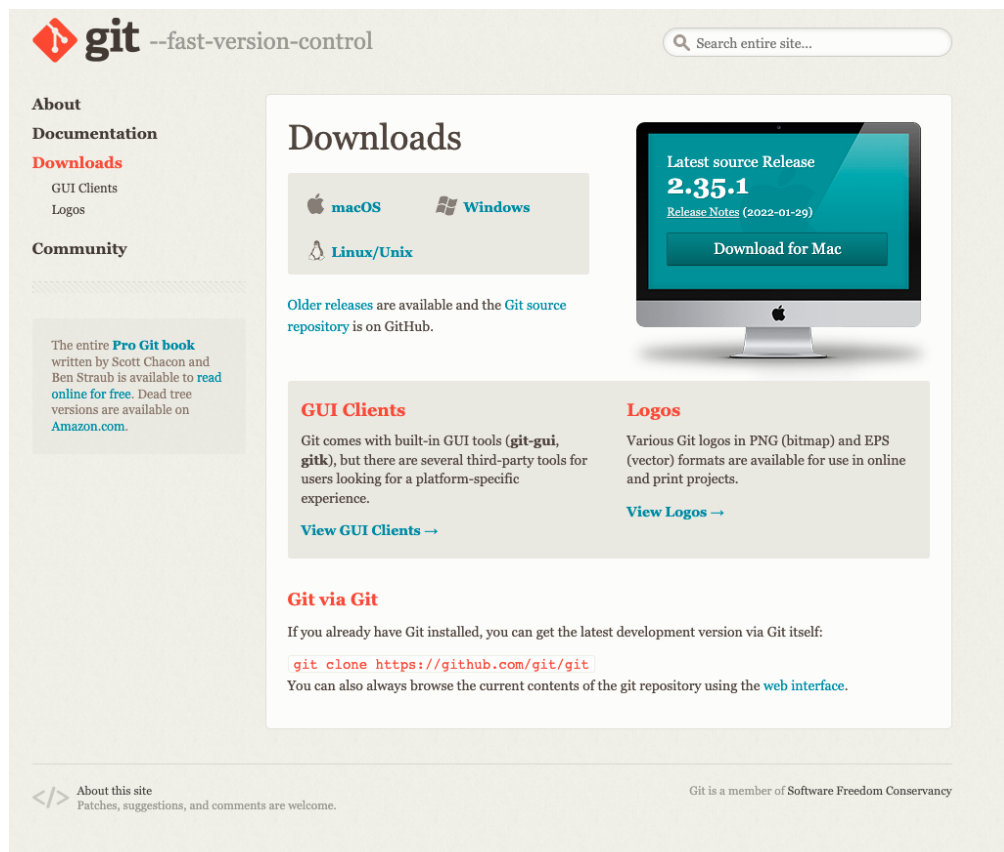 git --fast-version-control
Search entire site...
About
Documentation
Downloads
GUI Clients
Logos
Community
The entire Pro Git book
written by Scott Chacon and
Ben Straub is available to read
online for free. Dead tree
versions are available on
Amazon.com.
Downloads
macOS
Windows
Linux/Unix
Older releases are available and the Git source
repository is on GitHub.
Latest source Release
2.35.1
Release Notes (2022-01-29)
Download for Mac
GUI Clients
Git comes with built-in GUI tools (git-gui,
gitk), but there are several third-party tools for
users looking for a platform-specific
experience.
View GUI Clients →
Logos
Various Git logos in PNG (bitmap) and EPS
(vector) formats are available for use in online
and print projects.
View Logos →
Git via Git
If you already have Git installed, you can get the latest development version via Git itself:
git clone https://github.com/git/git
You can also always browse the current contents of the git repository using the web interface.
</> About this site
Patches, suggestions, and comments are welcome.
Git is a member of Software Freedom Conservancy